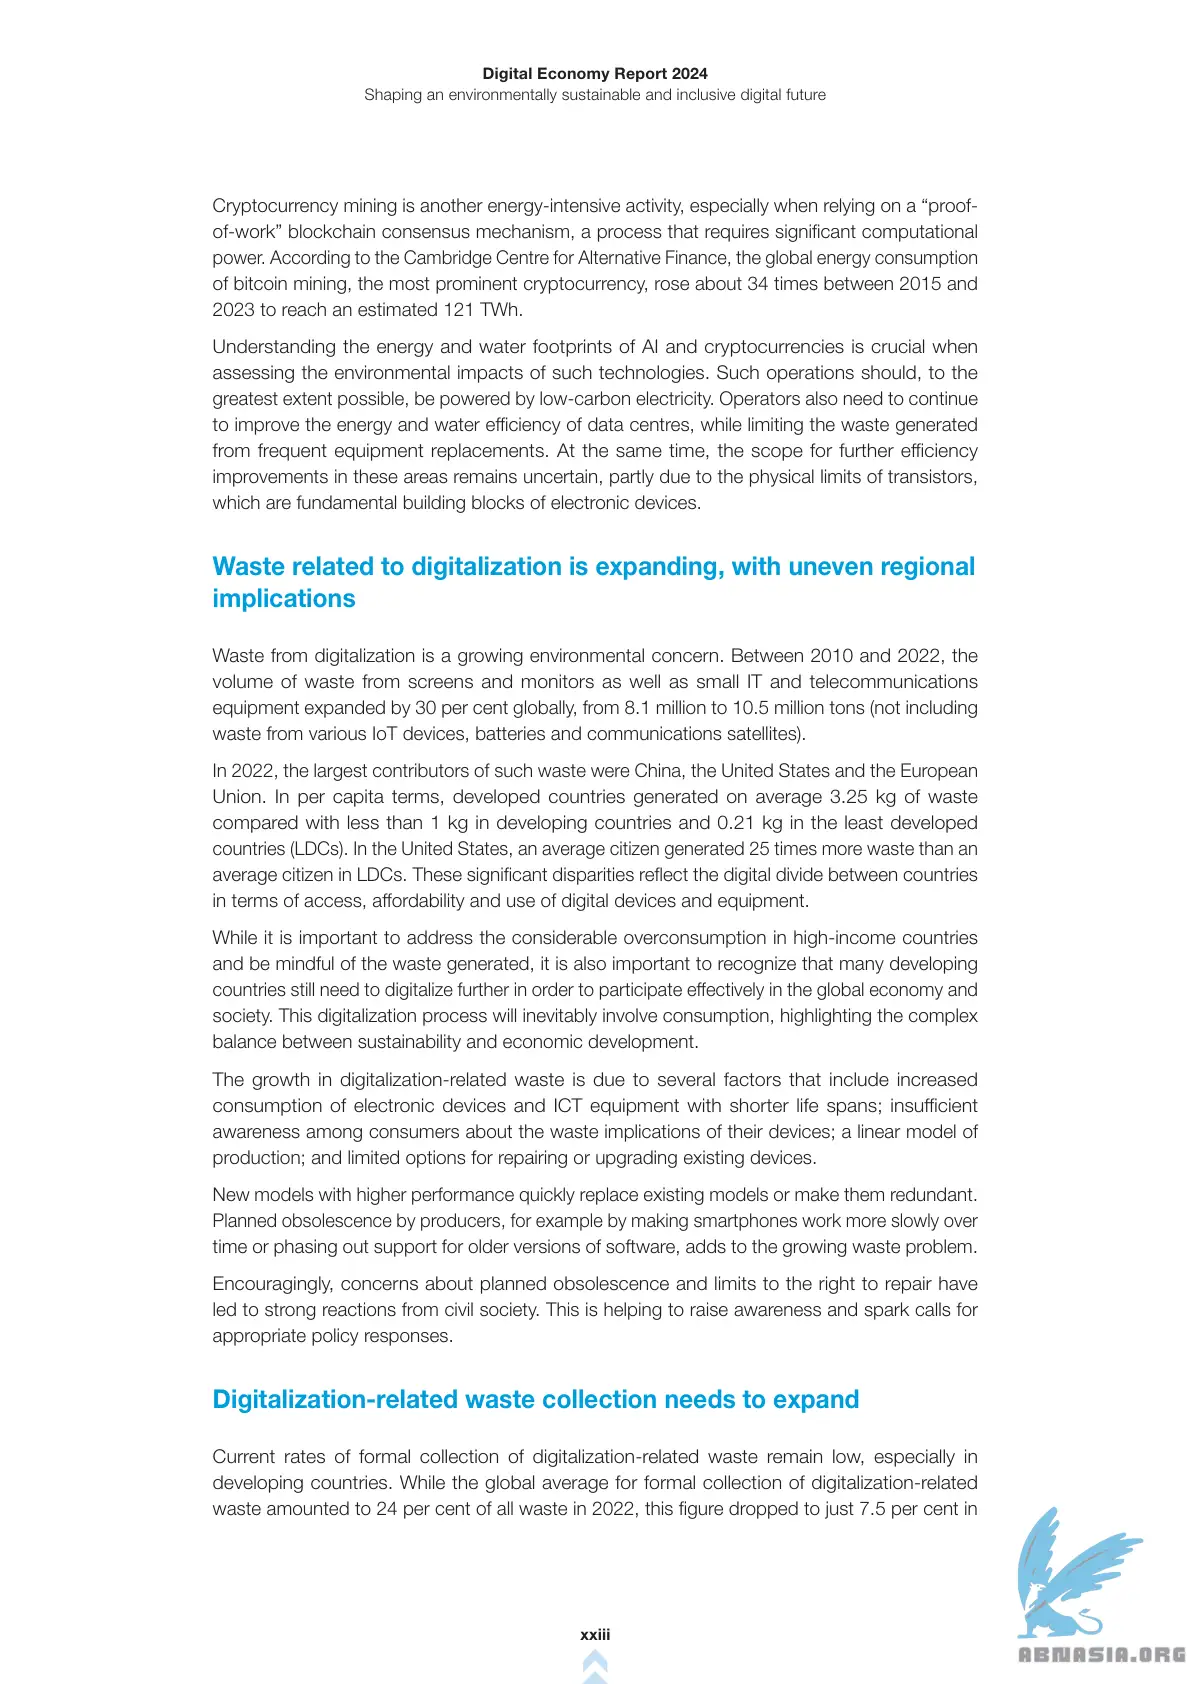 Digital Economy Report 2024
Shaping an environmentally sustainable and inclusive digital future
Cryptocurrency mining is another energy-intensive activity, especially when relying on a “proof-
of-work” blockchain consensus mechanism, a process that requires significant computational
power. According to the Cambridge Centre for Alternative Finance, the global energy consumption
of bitcoin mining, the most prominent cryptocurrency, rose about 34 times between 2015 and
2023 to reach an estimated 121 TWh.
Understanding the energy and water footprints of AI and cryptocurrencies is crucial when
assessing the environmental impacts of such technologies. Such operations should, to the
greatest extent possible, be powered by low-carbon electricity. Operators also need to continue
to improve the energy and water efficiency of data centres, while limiting the waste generated
from frequent equipment replacements. At the same time, the scope for further efficiency
improvements in these areas remains uncertain, partly due to the physical limits of transistors,
which are fundamental building blocks of electronic devices.
Waste related to digitalization is expanding, with uneven regional
implications
Waste from digitalization is a growing environmental concern. Between 2010 and 2022, the
volume of waste from screens and monitors as well as small IT and telecommunications
equipment expanded by 30 per cent globally, from 8.1 million to 10.5 million tons (not including
waste from various IoT devices, batteries and communications satellites).
In 2022, the largest contributors of such waste were China, the United States and the European
Union. In per capita terms, developed countries generated on average 3.25 kg of waste
compared with less than 1 kg in developing countries and 0.21 kg in the least developed
countries (LDCs). In the United States, an average citizen generated 25 times more waste than an
average citizen in LDCs. These significant disparities reflect the digital divide between countries
in terms of access, affordability and use of digital devices and equipment.
While it is important to address the considerable overconsumption in high-income countries
and be mindful of the waste generated, it is also important to recognize that many developing
countries still need to digitalize further in order to participate effectively in the global economy and
society. This digitalization process will inevitably involve consumption, highlighting the complex
balance between sustainability and economic development.
The growth in digitalization-related waste is due to several factors that include increased
consumption of electronic devices and ICT equipment with shorter life spans; insufficient
awareness among consumers about the waste implications of their devices; a linear model of
production; and limited options for repairing or upgrading existing devices.
New models with higher performance quickly replace existing models or make them redundant.
Planned obsolescence by producers, for example by making smartphones work more slowly over
time or phasing out support for older versions of software, adds to the growing waste problem.
Encouragingly, concerns about planned obsolescence and limits to the right to repair have
led to strong reactions from civil society. This is helping to raise awareness and spark calls for
appropriate policy responses.
Digitalization-related waste collection needs to expand
Current rates of formal collection of digitalization-related waste remain low, especially in
developing countries. While the global average for formal collection of digitalization-related
waste amounted to 24 per cent of all waste in 2022, this figure dropped to just 7.5 per cent in
xxiii
ABNASIA.ORG